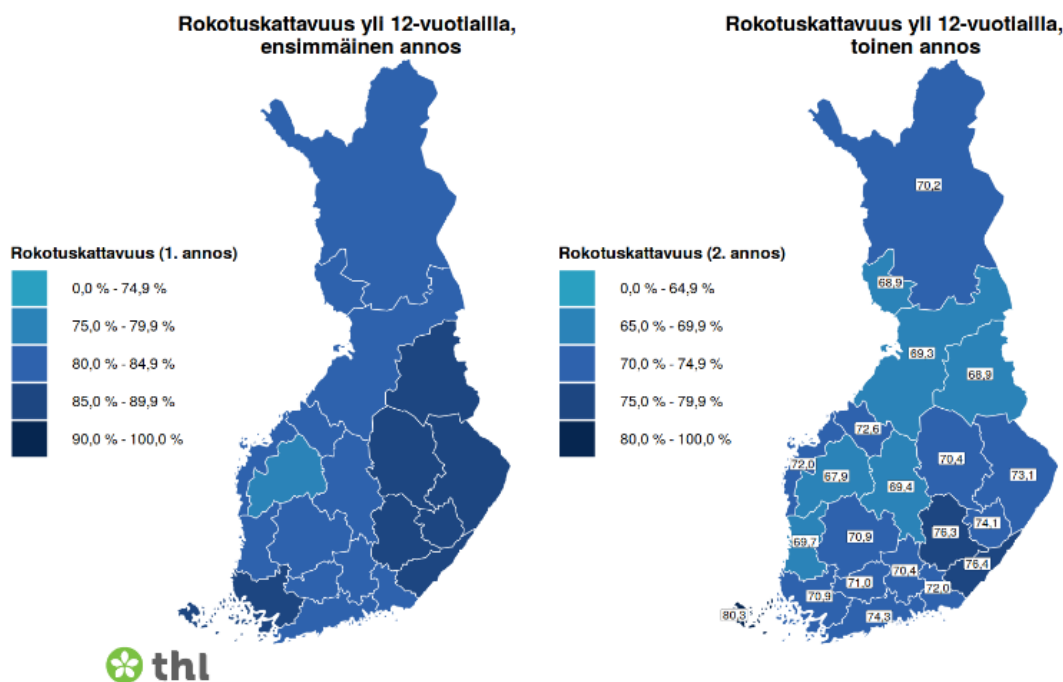 Rokotuskattavuus yli 12-vuotiailla,
ensimmäinen annos
Rokotuskattavuus (1. annos)
0,0 % - 74,9 %
75,0 % - 79,9 %
80,0 % - 84,9 %
85,0 % - 89,9 %
90,0 % - 100,0 %
thl
Rokotuskattavuus yli 12-vuotiailla,
toinen annos
Rokotuskattavuus (2. annos)
0,0 % - 64,9 %
65,0 % - 69,9 %
70,0 % - 74,9 %
75,0 % - 79,9 %
80,0 % - 100,0 %
70,2
68,9
69,3
68,9
72,6
72,0
67,9
69,4
70,4
73,1
69,7
70,9
76,3
74,1
76,4
70,4
71,0
72,0
70,9
74,3
80,3